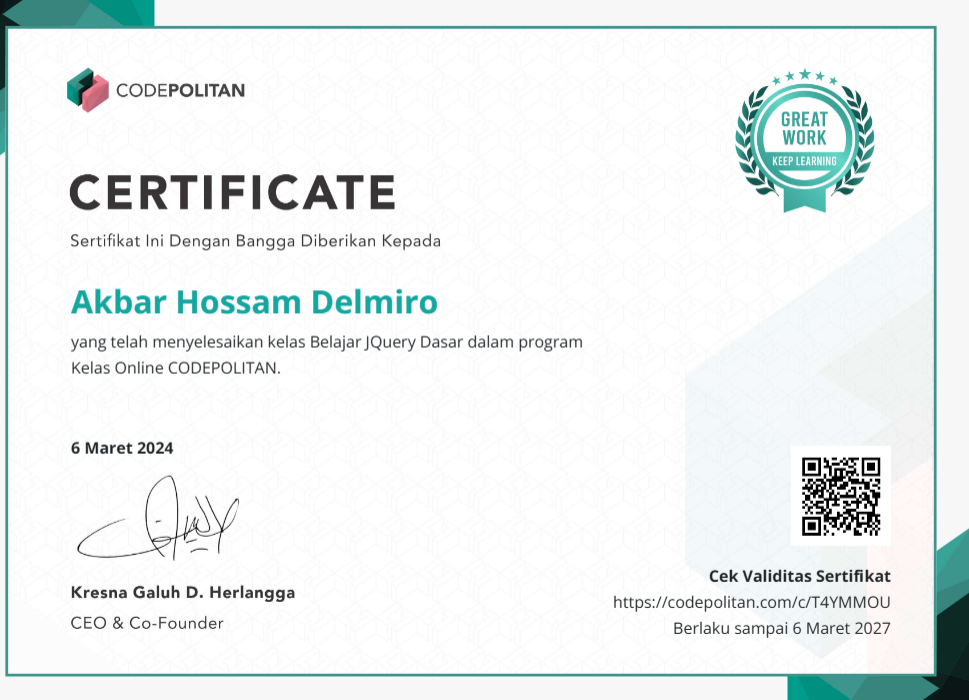 CODEPOLITAN
GREAT
WORK
KEEP LEARNING
CERTIFICATE
Sertifikat Ini Dengan Bangga Diberikan Kepada
Akbar Hossam Delmiro
yang telah menyelesaikan kelas Belajar JQuery Dasar dalam program
Kelas Online CODEPOLITAN.
6 Maret 2024
Kresna Galuh D. Herlangga
CEO & Co-Founder
Cek Validitas Sertifikat
https://codepolitan.com/c/T4YMMOU
Berlaku sampai 6 Maret 2027